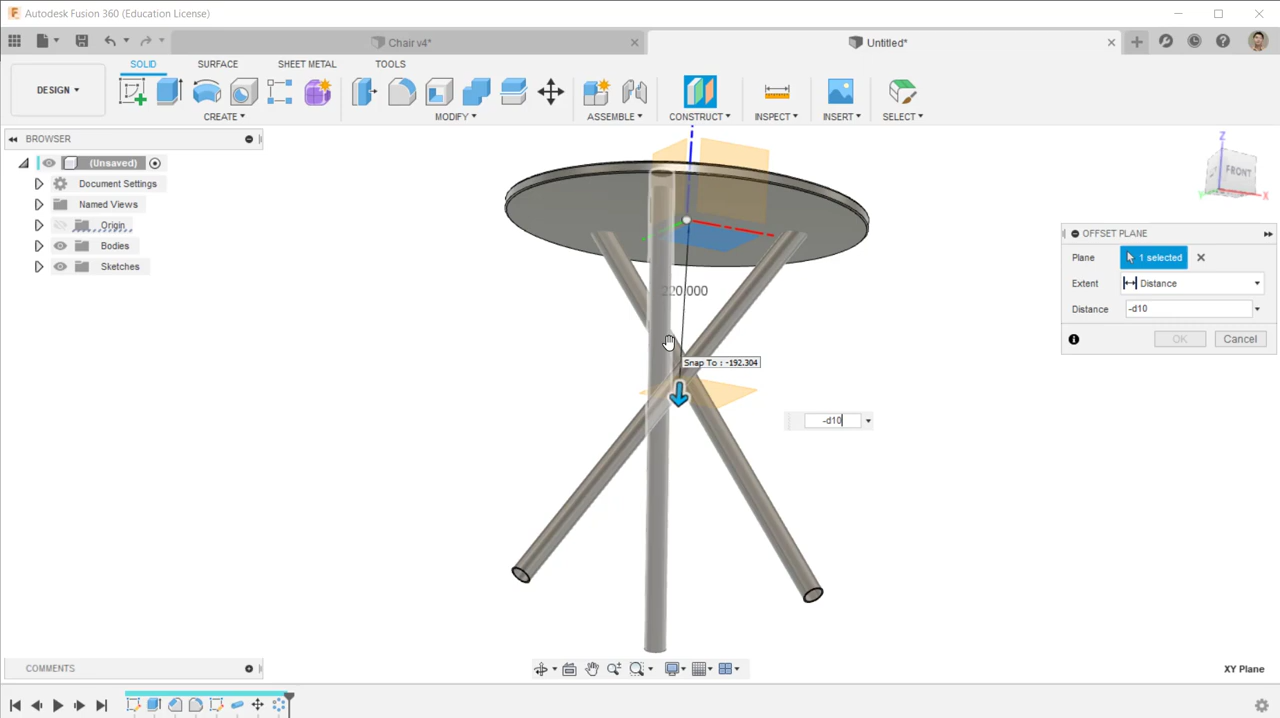 Autodesk Fusion 360 (Education License)
Chair v4*
Untitled*
SOLID
SURFACE
SHEET METAL
TOOLS
DESIGN
CREATE
MODIFY
ASSEMBLE
CONSTRUCT
INSPECT
INSERT
SELECT
BROWSER
(Unsaved)
Document Settings
Named Views
Origin
Bodies
Sketches
Z
FRONT
X
Y
OFFSET PLANE
Plane
1 selected
Extent
Distance
Distance
-d10
OK
Cancel
220.000
Snap To : -192.304
-d10
COMMENTS
XY Plane